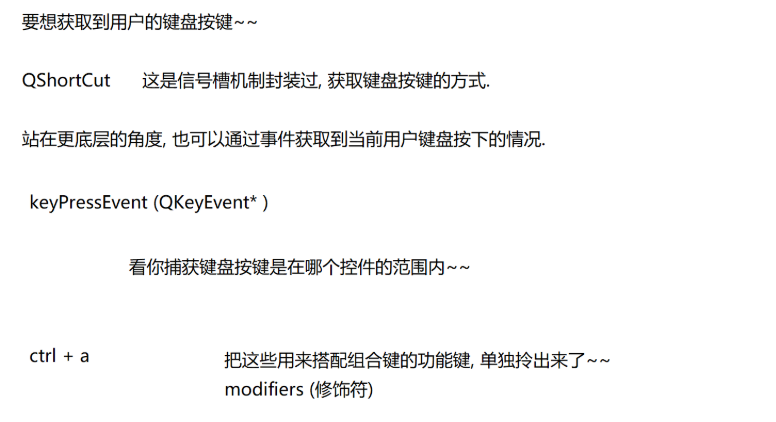 要想获取到用户的键盘按键~~
QShortCut 这是信号槽机制封装过, 获取键盘按键的方式.
站在更底层的角度, 也可以通过事件获取到当前用户键盘按下的情况.
keyPressEvent (QKeyEvent* )
看你捕获键盘按键是在哪个控件的范围内~~
ctrl + a 把这些用来搭配组合键的功能键, 单独拎出来了~~
modifiers (修饰符)